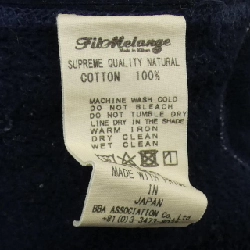 FilMelange
SUPREME QUALITY NATURAL
COTTON 100%
MACHINE WASH COLD
DO NOT BLEACH
DO NOT TUMBLE DRY
LINE DRY IN THE SHADE
WARM IRON
DRY CLEAN
WET CLEAN
MADE WITH
IN
JAPAN
ASSOCIATION Co.,